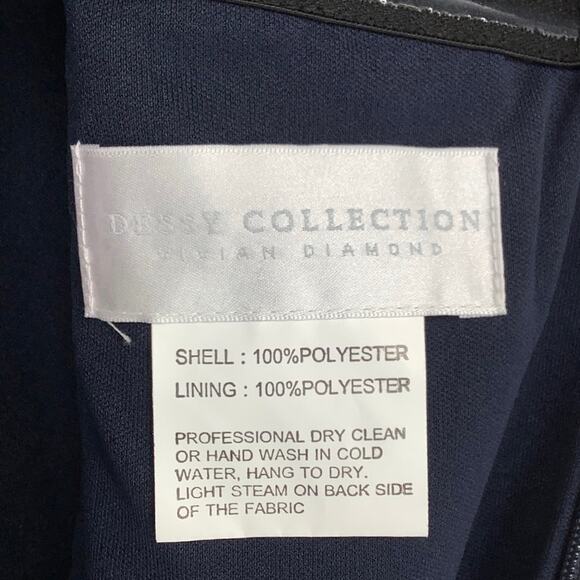 DESSY COLLECTION
VIVIAN DIAMOND
SHELL : 100%POLYESTER
LINING : 100%POLYESTER
PROFESSIONAL DRY CLEAN
OR HAND WASH IN COLD
WATER, HANG TO DRY.
LIGHT STEAM ON BACK SIDE
OF THE FABRIC